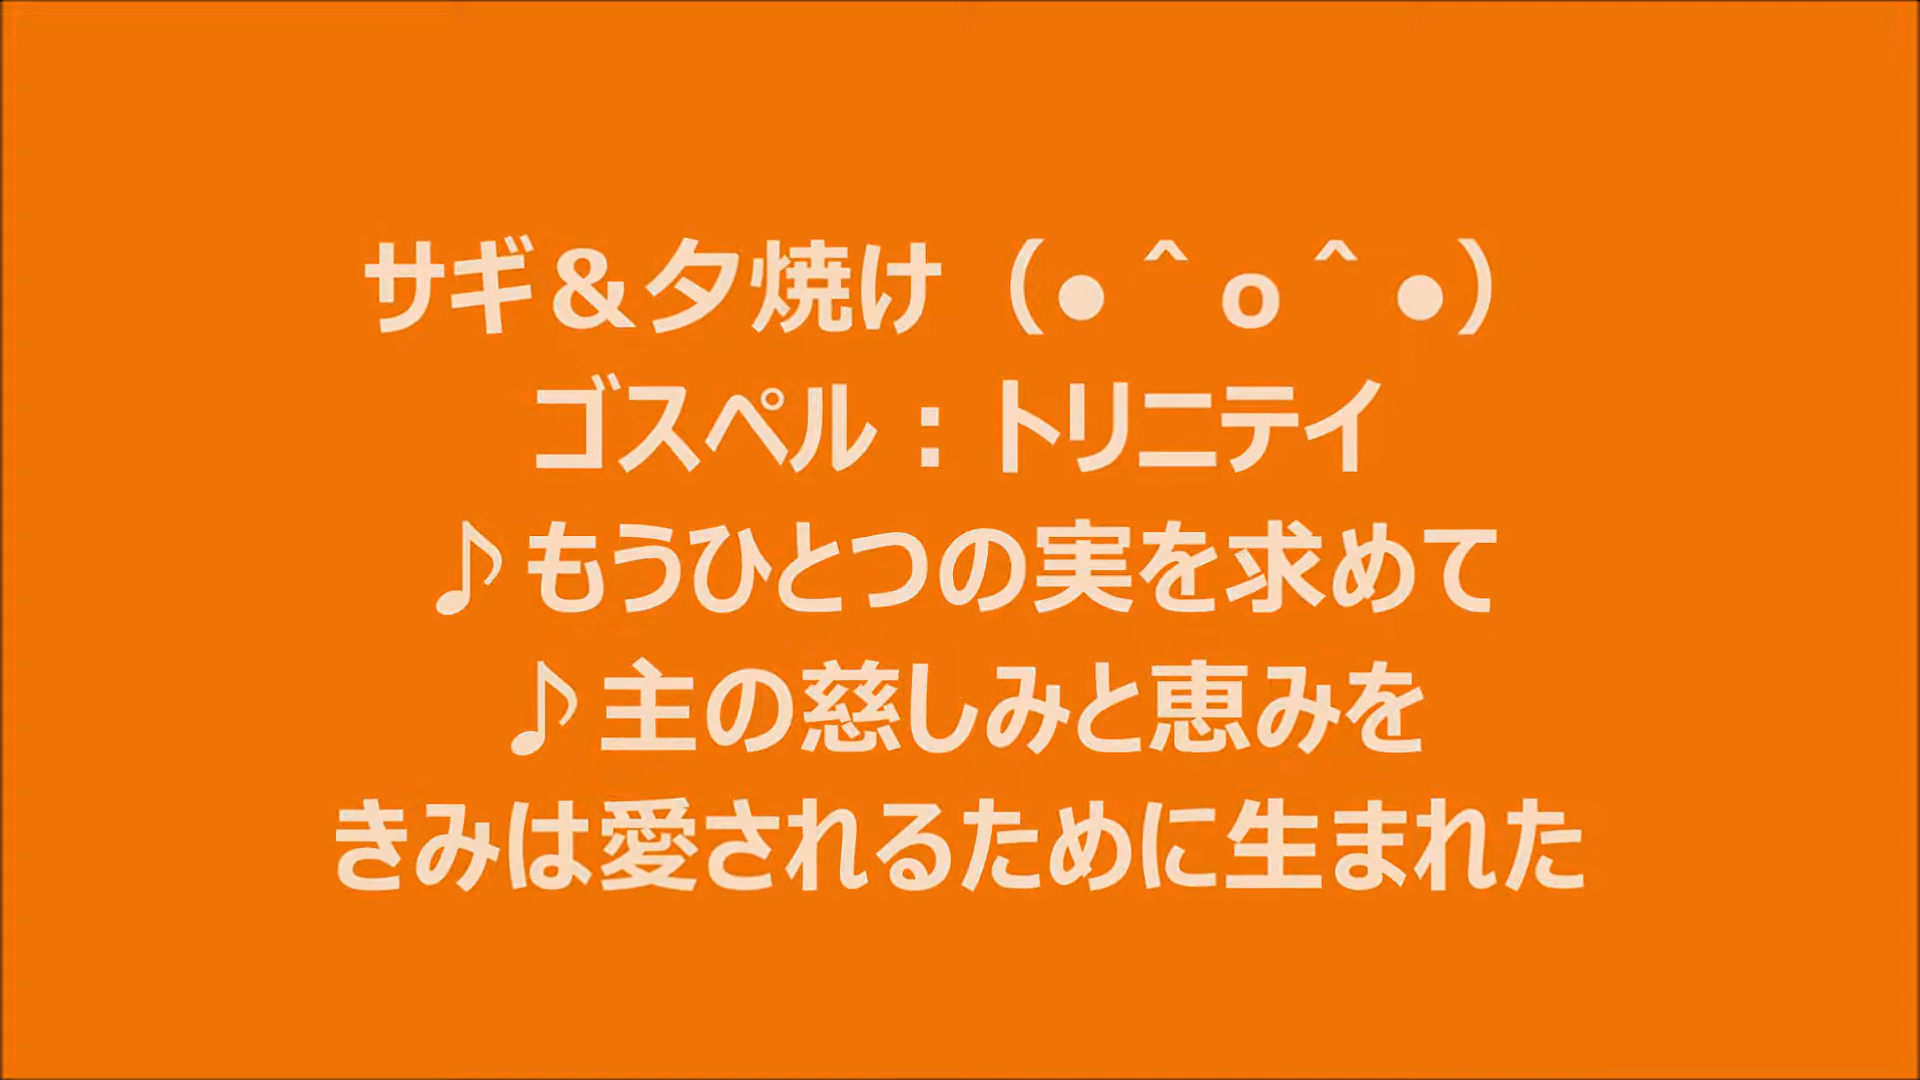 サギ＆夕焼け（●＾ｏ＾●）
ゴスペル：トリニテイ
♪もうひとつの実を求めて
♪主の慈しみと恵みを
きみは愛されるために生まれた